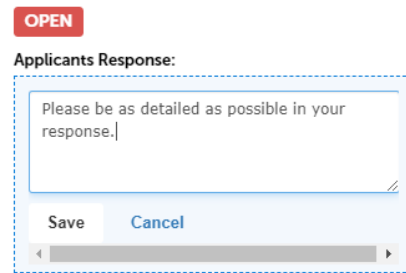 OPEN
Applicants Response:
Please be as detailed as possible in your
response.
Save
Cancel